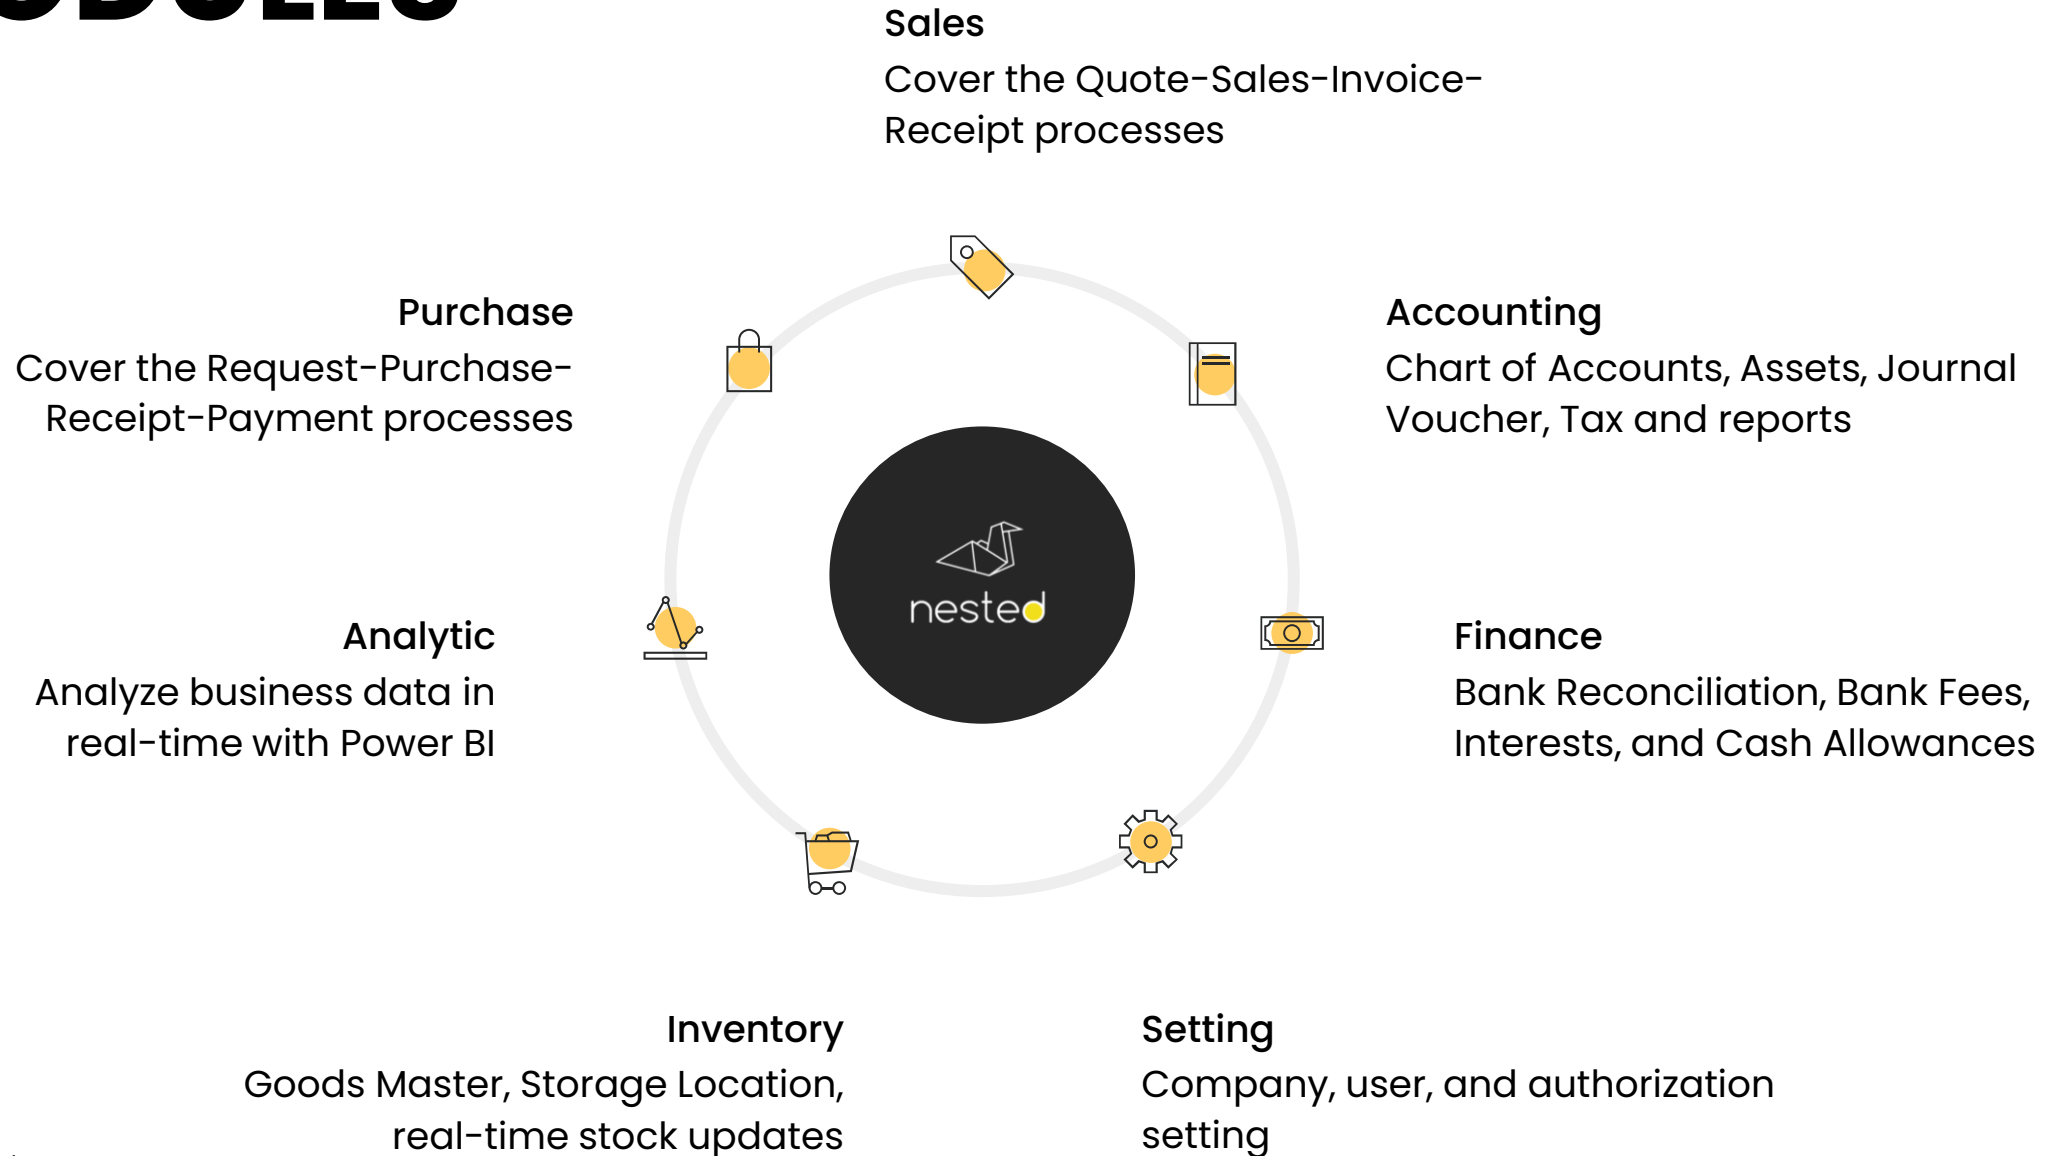 Sales
Cover the Quote-Sales-Invoice-
Receipt processes
Purchase
Cover the Request-Purchase-
Receipt-Payment processes
Accounting
Chart of Accounts, Assets, Journal
Voucher, Tax and reports
nested
Analytic
Analyze business data in
real-time with Power BI
Finance
Bank Reconciliation, Bank Fees,
Interests, and Cash Allowances
Inventory
Goods Master, Storage Location,
real-time stock updates
Setting
Company, user, and authorization
setting